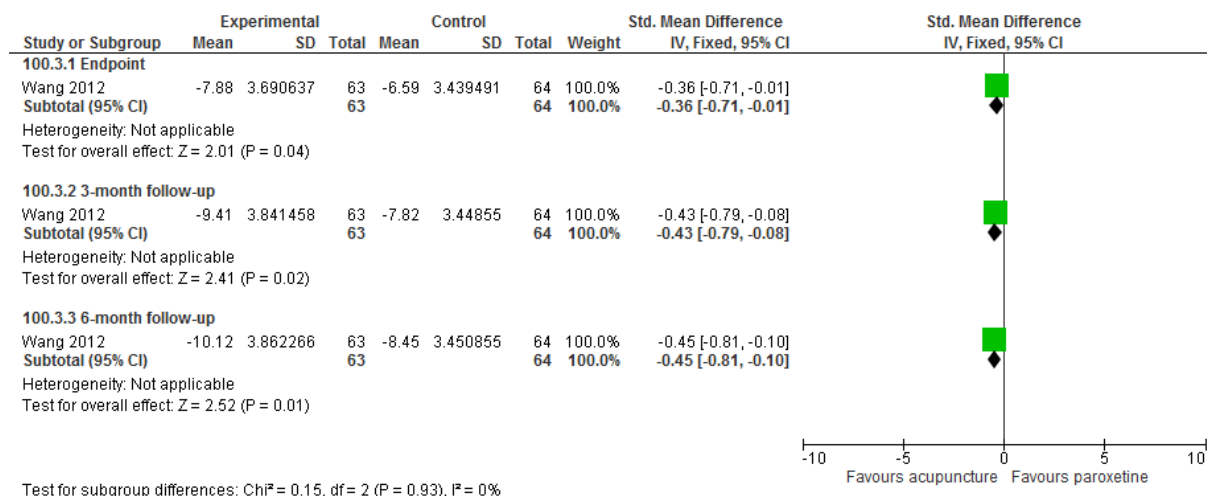 Experimental Control Std. Mean Difference Std. Mean Difference
Study or Subgroup Mean SD Total Mean SD Total Weight IV, Fixed, 95% CI IV, Fixed, 95% CI
100.3.1 Endpoint
Wang 2012 -7.88 3.690637 63 -6.59 3.439491 64 100.0% -0.36 [-0.71, -0.01]
Subtotal (95% CI) 63 64 100.0% -0.36 [-0.71, -0.01]
Heterogeneity: Not applicable
Test for overall effect: Z = 2.01 (P = 0.04)
100.3.2 3-month follow-up
Wang 2012 -9.41 3.841458 63 -7.82 3.44855 64 100.0% -0.43 [-0.79, -0.08]
Subtotal (95% CI) 63 64 100.0% -0.43 [-0.79, -0.08]
Heterogeneity: Not applicable
Test for overall effect: Z = 2.41 (P = 0.02)
100.3.3 6-month follow-up
Wang 2012 -10.12 3.862266 63 -8.45 3.450855 64 100.0% -0.45 [-0.81, -0.10]
Subtotal (95% CI) 63 64 100.0% -0.45 [-0.81, -0.10]
Heterogeneity: Not applicable
Test for overall effect: Z = 2.52 (P = 0.01)
-10 -5 0 5 10
Favours acupuncture Favours paroxetine
Test for subgroup differences: Chi² = 0.15, df = 2 (P = 0.93), I² = 0%